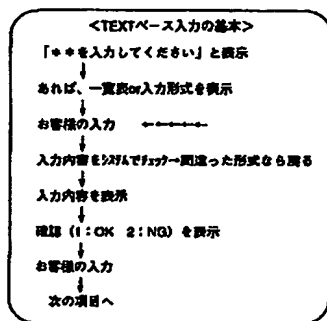 <TEXTベース入力の基本>
「**を入力してください」と表示
あれば、一覧表or入力形式を表示
お客様の入力
入力内容をシステムでチェック→間違った形式なら戻る
入力内容を表示
確認(1:OK 2:NG)を表示
お客様の入力
次の項目へ